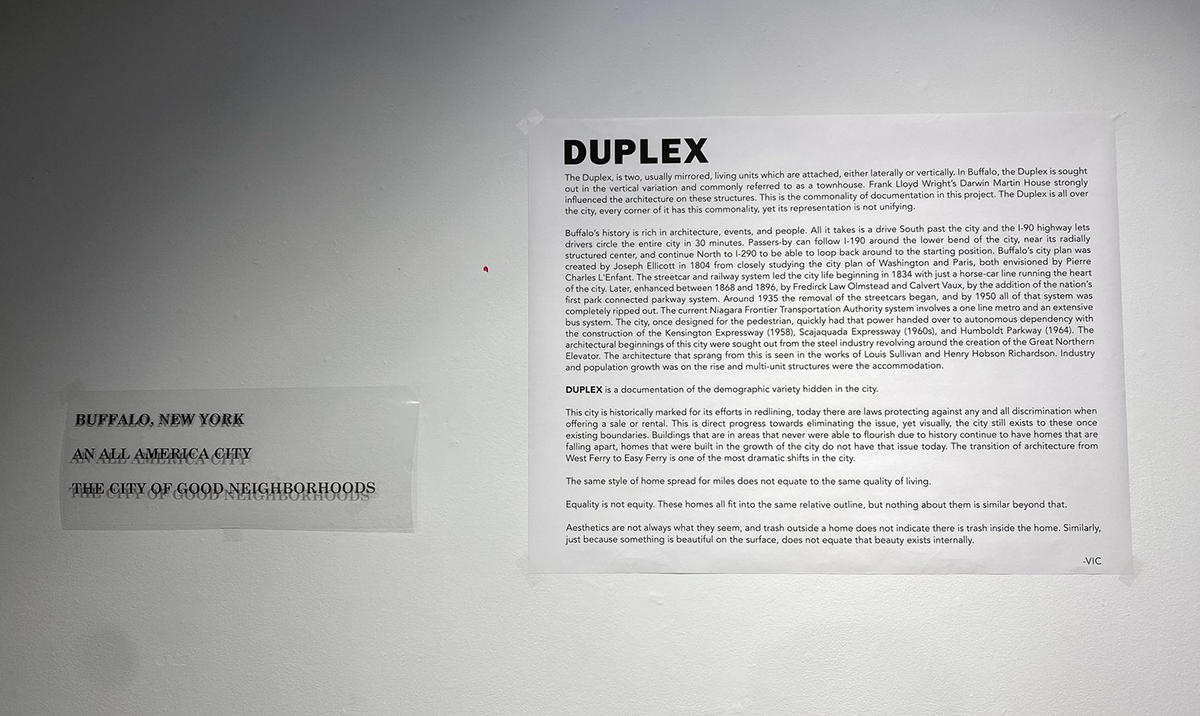 BUFFALO, NEW YORK
AN ALL AMERICA CITY
THE CITY OF GOOD NEIGHBORHOODS
DUPLEX
The Duplex, is two, usually mirrored, living units which are attached, either laterally or vertically. In Buffalo, the Duplex is sought
out in the vertical variation and commonly referred to as a townhouse. Frank Lloyd Wright's Darwin Martin House strongly
influenced the architecture on these structures. This is the commonality of documentation in this project. The Duplex is all over
the city, every corner of it has this commonality, yet its representation is not unifying.
Buffalo's history is rich in architecture, events, and people. All it takes is a drive South past the city and the I-90 highway lets
drivers circle the entire city in 30 minutes. Passers-by can follow I-190 around the lower bend of the city, near its radially
structured center, and continue North to I-290 to be able to loop back around to the starting position. Buffalo's city plan was
created by Joseph Ellicott in 1804 from closely studying the city plan of Washington and Paris, both envisioned by Pierre
Charles L'Enfant. The streetcar and railway system led the city life beginning in 1834 with just a horse-car line running the heart
of the city. Later, enhanced between 1868 and 1896, by Fredirck Law Olmstead and Calvert Vaux, by the addition of the nation's
first park connected parkway system. Around 1935 the removal of the streetcars began, and by 1950 all of that system was
completely ripped out. The current Niagara Frontier Transportation Authority system involves a one line metro and an extensive
bus system. The city, once designed for the pedestrian, quickly had that power handed over to autonomous dependency with
the construction of the Kensington Expressway (1958), Scajaquada Expressway (1960s), and Humboldt Parkway (1964). The
architectural beginnings of this city were sought out from the steel industry revolving around the creation of the Great Northern
Elevator. The architecture that sprang from this is seen in the works of Louis Sullivan and Henry Hobson Richardson. Industry
and population growth was on the rise and multi-unit structures were the accommodation.
DUPLEX is a documentation of the demographic variety hidden in the city.
This city is historically marked for its efforts in redlining, today there are laws protecting against any and all discrimination when
offering a sale or rental. This is direct progress towards eliminating the issue, yet visually, the city still exists to these once
existing boundaries. Buildings that are in areas that never were able to flourish due to history continue to have homes that are
falling apart, homes that were built in the growth of the city do not have that issue today. The transition of architecture from
West Ferry to Easy Ferry is one of the most dramatic shifts in the city.
The same style of home spread for miles does not equate to the same quality of living.
Equality is not equity. These homes all fit into the same relative outline, but nothing about them is similar beyond that.
Aesthetics are not always what they seem, and trash outside a home does not indicate there is trash inside the home. Similarly,
just because something is beautiful on the surface, does not equate that beauty exists internally.
-VIC